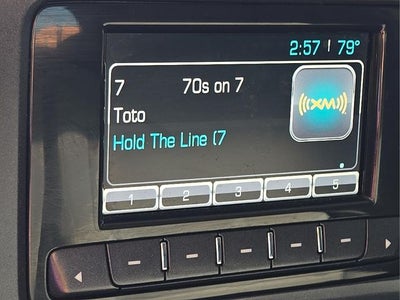 2:57 79°
7 70s on 7
((XM))
Toto
Hold The Line (7
1 2 3 4 5